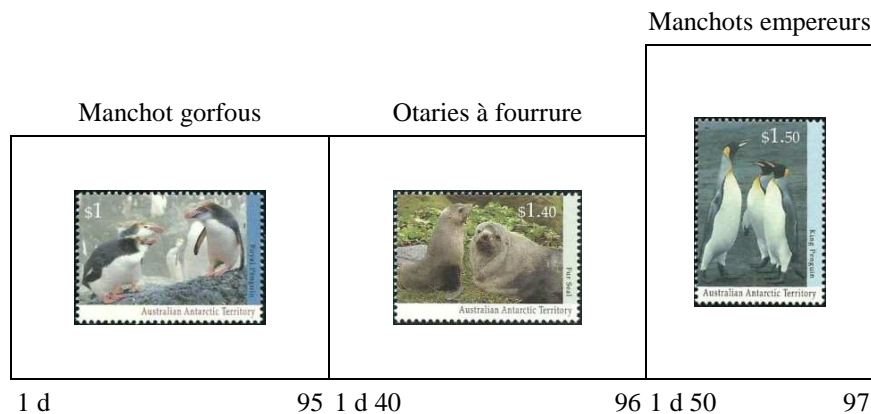 Manchots empereurs
Manchot gorfous
Otaries à fourrure
$1
Royal Penguin
Australian Antarctic Territory
$1.40
Fur Seal
Australian Antarctic Territory
$1.50
King Penguin
Australian Antarctic Territory
1 d 95
1 d 40 96
1 d 50 97